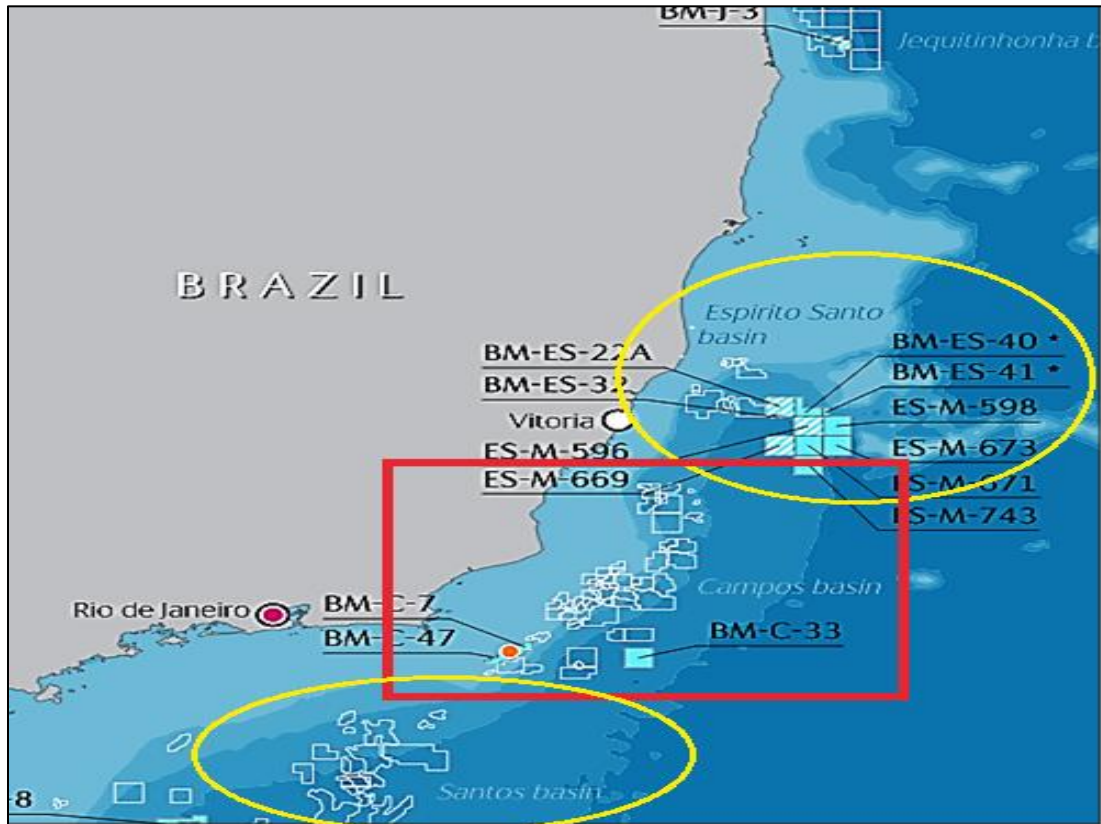 BM-J-3
Jequitinhonha b
BRAZIL
Espírito Santo
basin
BM-ES-22A
BM-ES-40 *
BM-ES-32
BM-ES-41 *
Vitoria
ES-M-598
ES-M-596
ES-M-673
ES-M-669
ES-M-671
ES-M-743
Campos basin
Rio de Janeiro
BM-C-7
BM-C-47
BM-C-33
Santos basin
-8